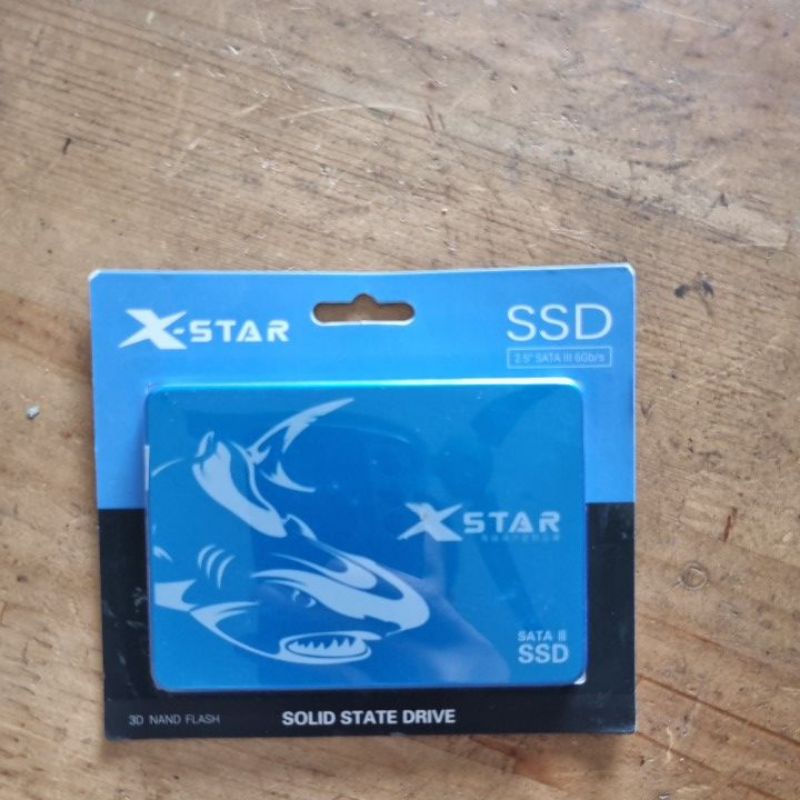 X-STAR
SSD
2.5" SATA III 6Gb/s
XSTAR
SATA III
SSD
3D NAND FLASH
SOLID STATE DRIVE